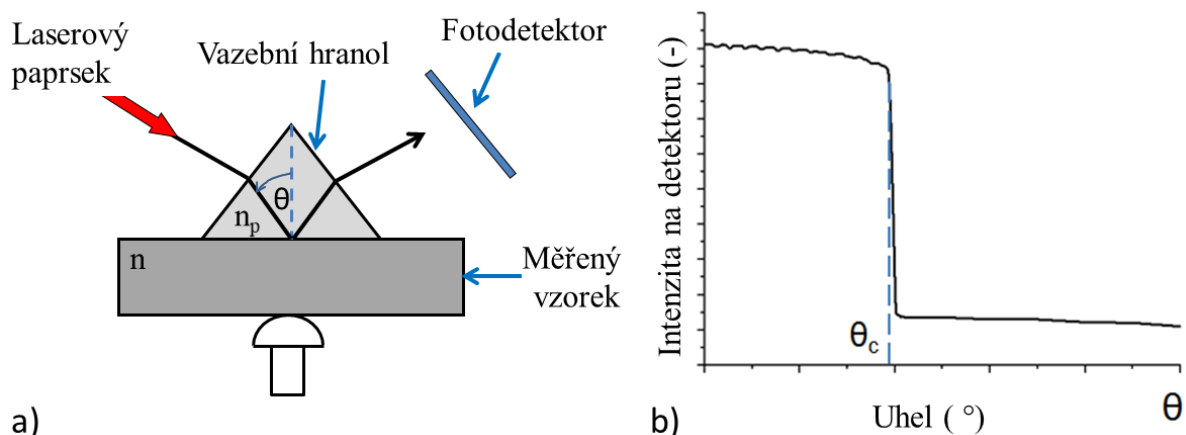 Laserový
paprsek
Vazební hranol
Fotodetektor
θ
n_p
n
Měřený
vzorek
a)
Intenzita na detektoru (-)
θ_c
Uhel ( °)
θ
b)